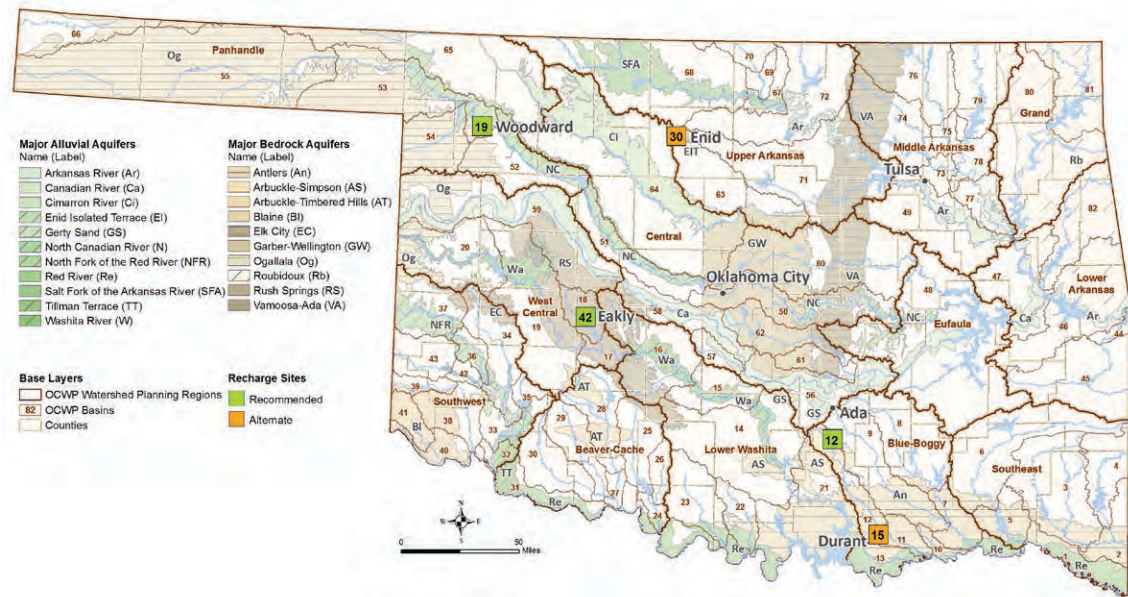 66
Panhandle
Og
55
53
65
54
19 Woodward
52
NC
Og
SFA
68
70
69
67
72
Ar
Ci
30 Enid
EIT
Upper Arkansas
71
64
63
VA
76
74
79
75
Middle Arkansas
78
Tulsa
73
77
Ar
49
80
Grand
81
Rb
82
Major Alluvial Aquifers
Name (Label)
Arkansas River (Ar)
Canadian River (Ca)
Cimarron River (Ci)
Enid Isolated Terrace (EI)
Gerty Sand (GS)
North Canadian River (N)
North Fork of the Red River (NFR)
Red River (Re)
Salt Fork of the Arkansas River (SFA)
Tillman Terrace (TT)
Washita River (W)
Major Bedrock Aquifers
Name (Label)
Antlers (An)
Arbuckle-Simpson (AS)
Arbuckle-Timbered Hills (AT)
Blaine (Bl)
Elk City (EC)
Garber-Wellington (GW)
Ogallala (Og)
Roubidoux (Rb)
Rush Springs (RS)
Vamoosa-Ada (VA)
Base Layers
OCWP Watershed Planning Regions
82 OCWP Basins
Counties
Recharge Sites
Recommended
Alternate
59
20
Og
Wa
RS
51
Central
NC
GW
60
VA
Oklahoma City
47
48
Lower
Arkansas
West
Central
18
42 Eakly
19
17
58
Ca
50
62
61
NC
NC
Eufaula
Ca
46
Ar
44
45
37
NFR
EC
34
43
36
42
39
Southwest
35
41
38
Bl
40
33
32
TT
31
30
29
AT
28
AT
Beaver-Cache
25
26
27
Re
24
16
Wa
57
15
Wa
GS
14
Lower Washita
AS
23
22
Re
56
GS
Ada
8
12
9
Blue-Boggy
AS
21
An
7
12
15
Durant
11
13
10
Re
Re
6
Southeast
4
3
5
1
2
Re
N
W E
S
0 50
Miles